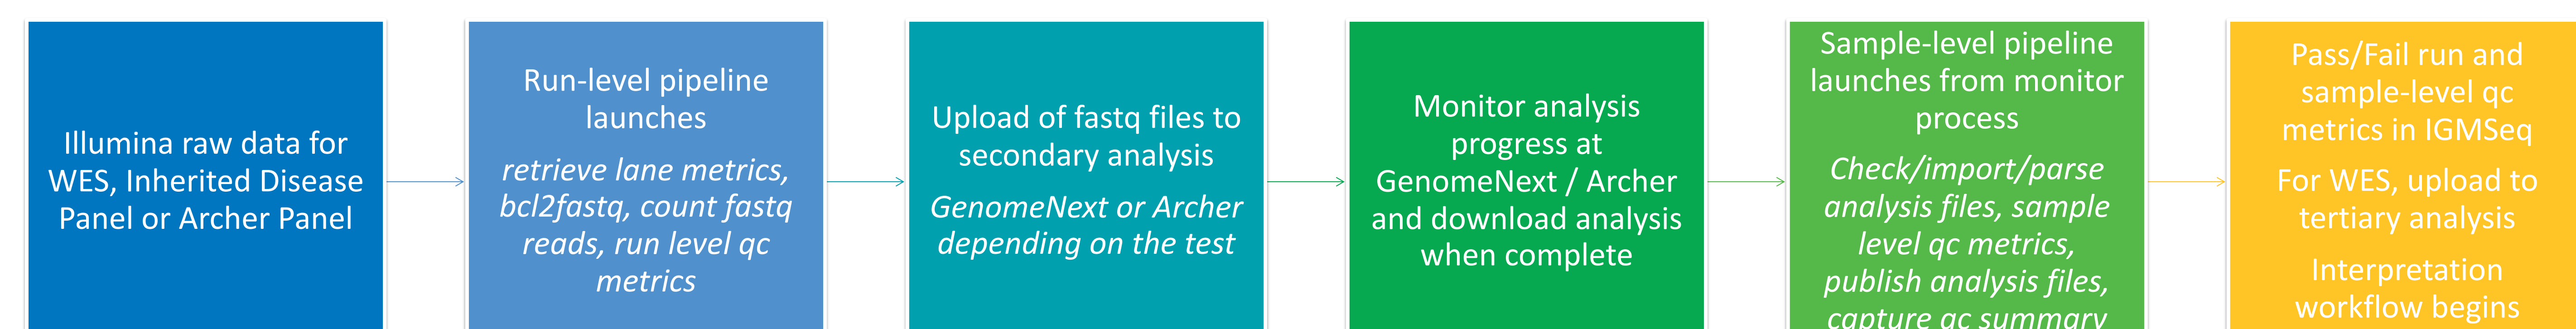 Illumina raw data for
WES, Inherited Disease
Panel or Archer Panel
Run-level pipeline
launches
retrieve lane metrics,
bcl2fastq, count fastq
reads, run level qc
metrics
Upload of fastq files to
secondary analysis
GenomeNext or Archer
depending on the test
Monitor analysis
progress at
GenomeNext / Archer
and download analysis
when complete
Sample-level pipeline
launches from monitor
process
Check/import/parse
analysis files, sample
level qc metrics,
publish analysis files,
capture qc summary
Pass/Fail run and
sample-level qc
metrics in IGMSeq
For WES, upload to
tertiary analysis
Interpretation
workflow begins